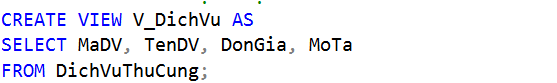 CREATE VIEW V_DichVu AS
SELECT MaDV, TenDV, DonGia, MoTa
FROM DichVuThuCung;